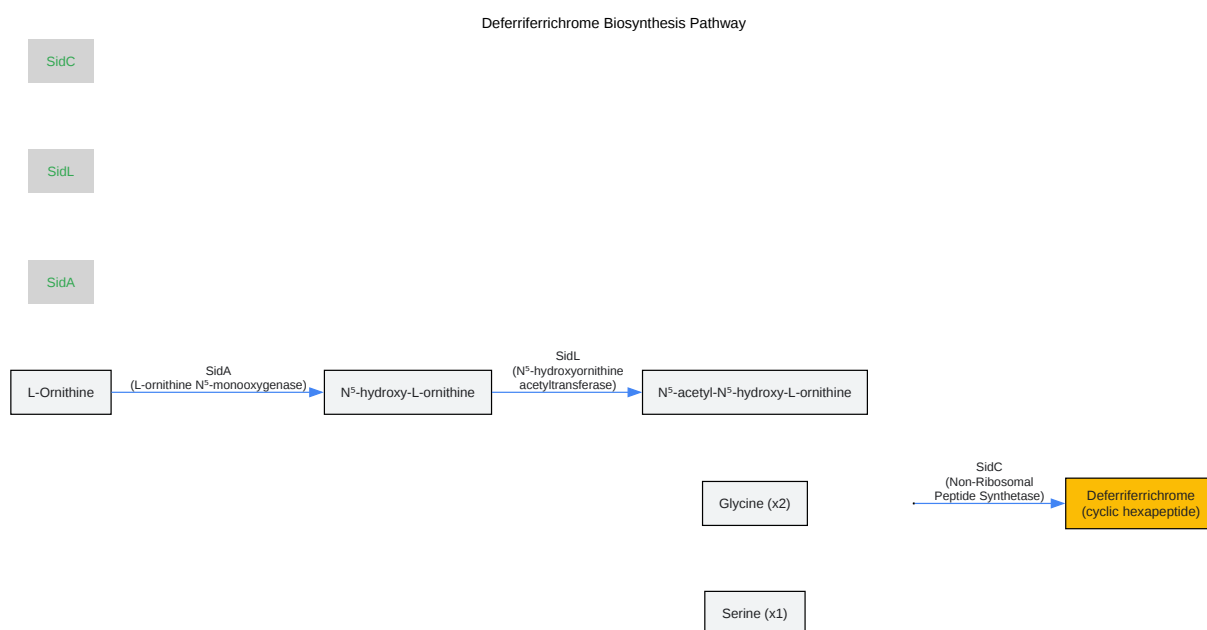 Deferriferrichrome Biosynthesis Pathway
SidC
SidL
SidA
L-Ornithine
SidA
(L-ornithine N⁵-monooxygenase)
N⁵-hydroxy-L-ornithine
SidL
(N⁵-hydroxyornithine
acetyltransferase)
N⁵-acetyl-N⁵-hydroxy-L-ornithine
Glycine (x2)
SidC
(Non-Ribosomal
Peptide Synthetase)
Deferriferrichrome
(cyclic hexapeptide)
Serine (x1)